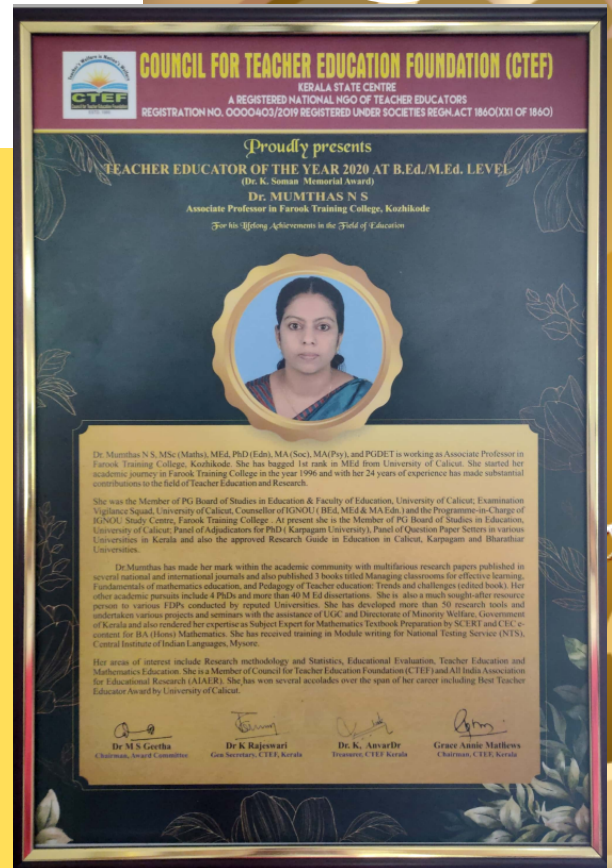 Teacher's Welfare is Nation's Welfare
CTEF
COUNCIL FOR TEACHER EDUCATION FOUNDATION (CTEF)
KERALA STATE CENTRE
A REGISTERED NATIONAL NGO OF TEACHER EDUCATORS
REGISTRATION NO. 0000403/2019 REGISTERED UNDER SOCIETIES REGN.ACT 1860(XXI OF 1860)
Proudly presents
TEACHER EDUCATOR OF THE YEAR 2020 AT B.Ed./M.Ed. LEVEL
(Dr. K. Soman Memorial Award)
Dr. MUMTHAS N S
Associate Professor in Farook Training College, Kozhikode
For his Lifelong Achievements in the Field of Education
Dr. Mumthas N S, MSc (Maths), MEd, PhD (Edn), MA (Soc), MA(Psy), and PGDET is working as Associate Professor in
Farook Training College, Kozhikode. She has bagged 1st rank in MEd from University of Calicut. She started her
academic journey in Farook Training College in the year 1996 and with her 24 years of experience has made substantial
contributions to the field of Teacher Education and Research.
She was the Member of PG Board of Studies in Education & Faculty of Education, University of Calicut; Examination
Vigilance Squad, University of Calicut, Counsellor of IGNOU ( BEd, MEd & MA Edn.) and the Programme-in-Charge of
IGNOU Study Centre, Farook Training College . At present she is the Member of PG Board of Studies in Education,
University of Calicut; Panel of Adjudicators for PhD ( Karpagam University), Panel of Question Paper Setters in various
Universities in Kerala and also the approved Research Guide in Education in Calicut, Karpagam and Bharathiar
Universities.
Dr.Mumthas has made her mark within the academic community with multifarious research papers published in
several national and international journals and also published 3 books titled Managing classrooms for effective learning,
Fundamentals of mathematics education, and Pedagogy of Teacher education: Trends and challenges (edited book). Her
other academic pursuits include 4 PhDs and more than 40 M Ed dissertations. She is also a much sought-after resource
person to various FDPs conducted by reputed Universities. She has developed more than 50 research tools and
undertaken various projects and seminars with the assistance of UGC and Directorate of Minority Welfare, Government
of Kerala and also rendered her expertise as Subject Expert for Mathematics Textbook Preparation by SCERT and CEC e-
content for BA (Hons) Mathematics. She has received training in Module writing for National Testing Service (NTS),
Central Institute of Indian Languages, Mysore.
Her areas of interest include Research methodology and Statistics, Educational Evaluation, Teacher Education and
Mathematics Education. She is a Member of Council for Teacher Education Foundation (CTEF) and All India Association
for Educational Research (AIAER). She has won several accolades over the span of her career including Best Teacher
Educator Award by University of Calicut.
Dr M S Geetha
Chairman, Award Committee
Dr K Rajeswari
Gen Secretary, CTEF, Kerala
Dr. K, AnvarDr
Treasurer, CTEF Kerala
Grace Annie Mathews
Chairman, CTEF, Kerala